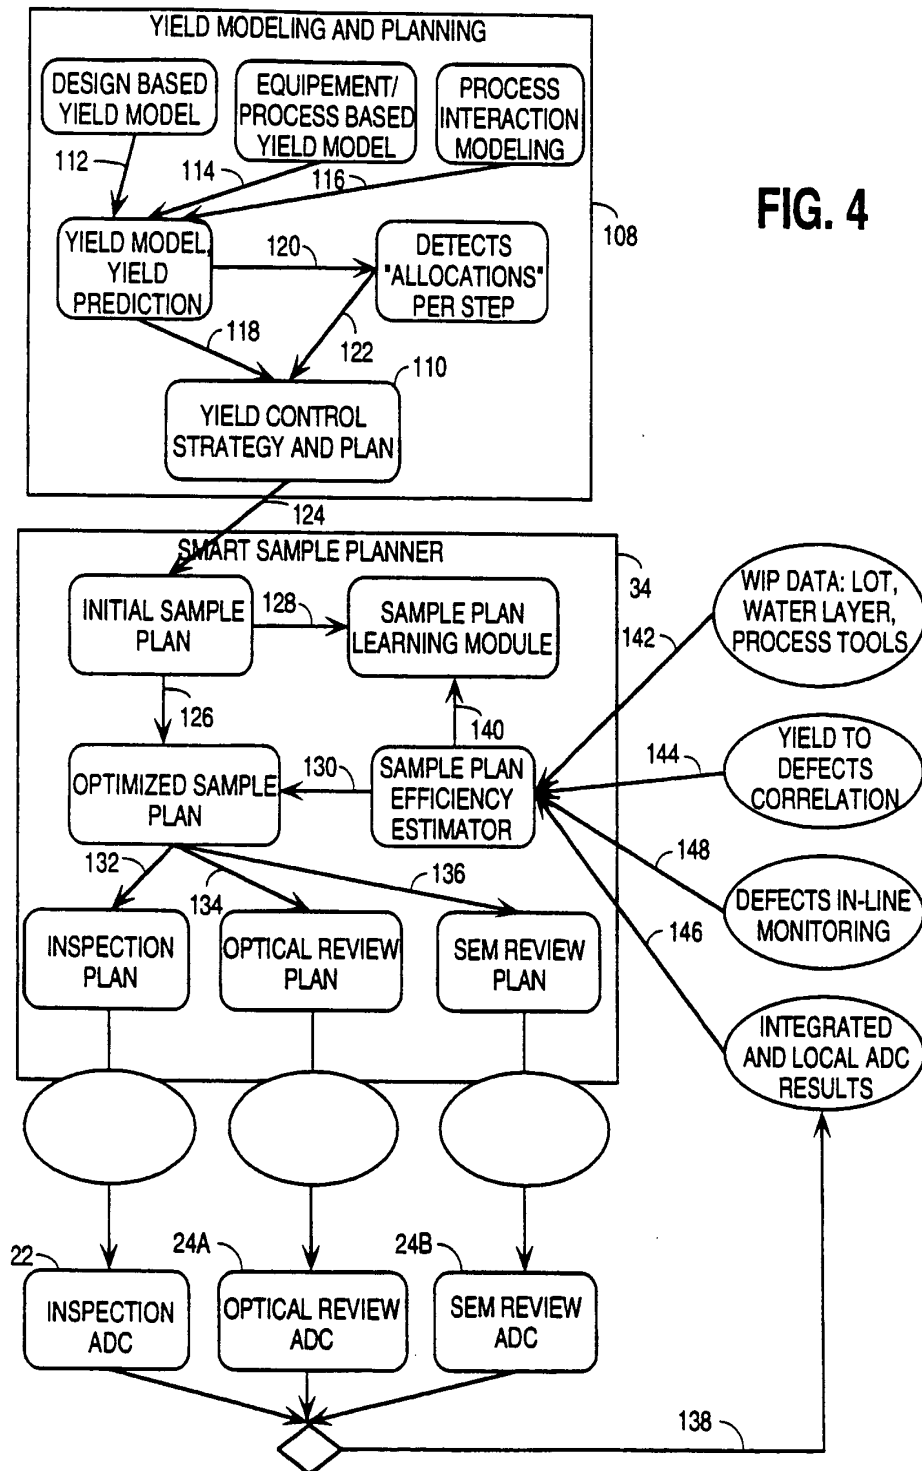 YIELD MODELING AND PLANNING
DESIGN BASED
YIELD MODEL
EQUIPEMENT/
PROCESS BASED
YIELD MODEL
PROCESS
INTERACTION
MODELING
112
114
116
FIG. 4
108
YIELD MODEL,
YIELD
PREDICTION
120
DETECTS
"ALLOCATIONS"
PER STEP
118
122
110
YIELD CONTROL
STRATEGY AND PLAN
124
SMART SAMPLE PLANNER
34
INITIAL SAMPLE
PLAN
128
SAMPLE PLAN
LEARNING MODULE
142
WIP DATA: LOT,
WATER LAYER,
PROCESS TOOLS
126
140
OPTIMIZED SAMPLE
PLAN
130
SAMPLE PLAN
EFFICIENCY
ESTIMATOR
144
YIELD TO
DEFECTS
CORRELATION
132
134
136
148
DEFECTS IN-LINE
MONITORING
146
INSPECTION
PLAN
OPTICAL REVIEW
PLAN
SEM REVIEW
PLAN
INTEGRATED
AND LOCAL ADC
RESULTS
22
24A
24B
INSPECTION
ADC
OPTICAL REVIEW
ADC
SEM REVIEW
ADC
138